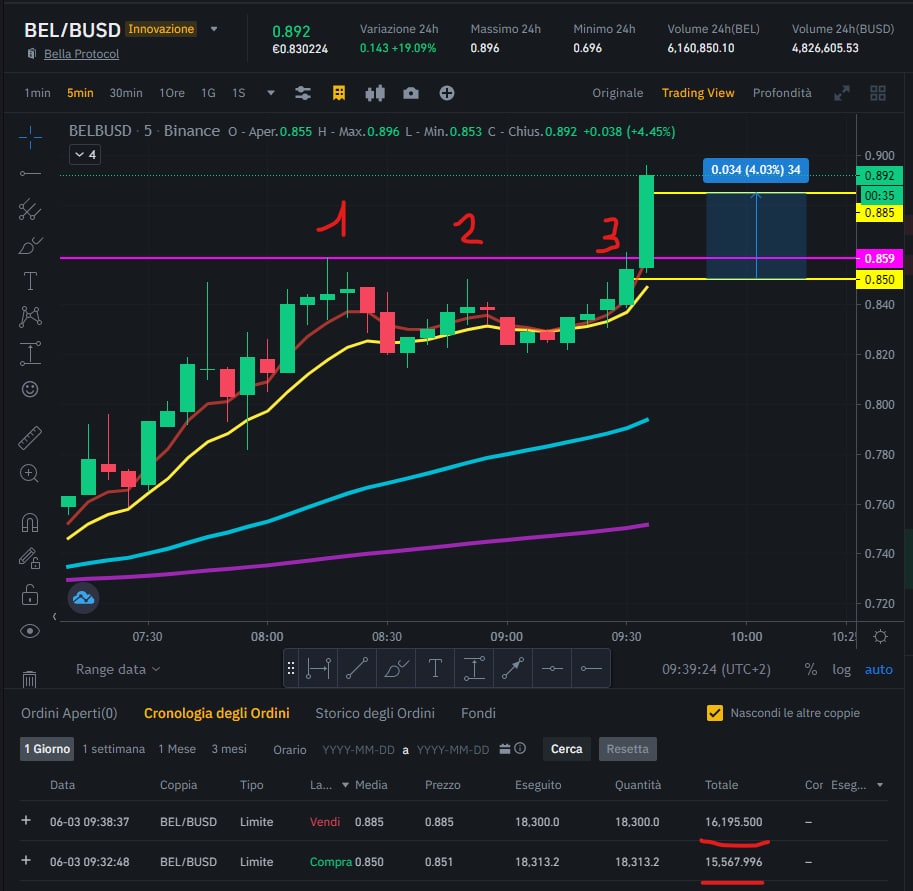 BEL/BUSD Innovazione
Bella Protocol
0.892
€0.830224
Variazione 24h
0.143 +19.09%
Massimo 24h
0.896
Minimo 24h
0.696
Volume 24h(BEL)
6,160,850.10
Volume 24h(BUSD)
4,826,605.53
1min 5min 30min 1Ore 1G 1S Originale Trading View Profondità
BELBUSD · 5 · Binance O - Aper.0.855 H - Max.0.896 L - Min.0.853 C - Chius.0.892 +0.038 (+4.45%)
4
0.034 (4.03%) 34
1 2 3
0.900
0.892
00:35
0.885
0.859
0.850
0.840
0.820
0.800
0.780
0.760
0.740
0.720
07:30 08:00 08:30 09:00 09:30 10:00
Range data 09:39:24 (UTC+2) % log auto
Ordini Aperti(0) Cronologia degli Ordini Storico degli Ordini Fondi Nascondi le altre coppie
1 Giorno 1 settimana 1 Mese 3 mesi Orario YYYY-MM-DD a YYYY-MM-DD Cerca Resetta
Data Coppia Tipo La... Media Prezzo Eseguito Quantità Totale Cor Eseg...
+ 06-03 09:38:37 BEL/BUSD Limite Vendi 0.885 0.885 18,300.0 18,300.0 16,195.500 –
+ 06-03 09:32:48 BEL/BUSD Limite Compra 0.850 0.851 18,313.2 18,313.2 15,567.996 –